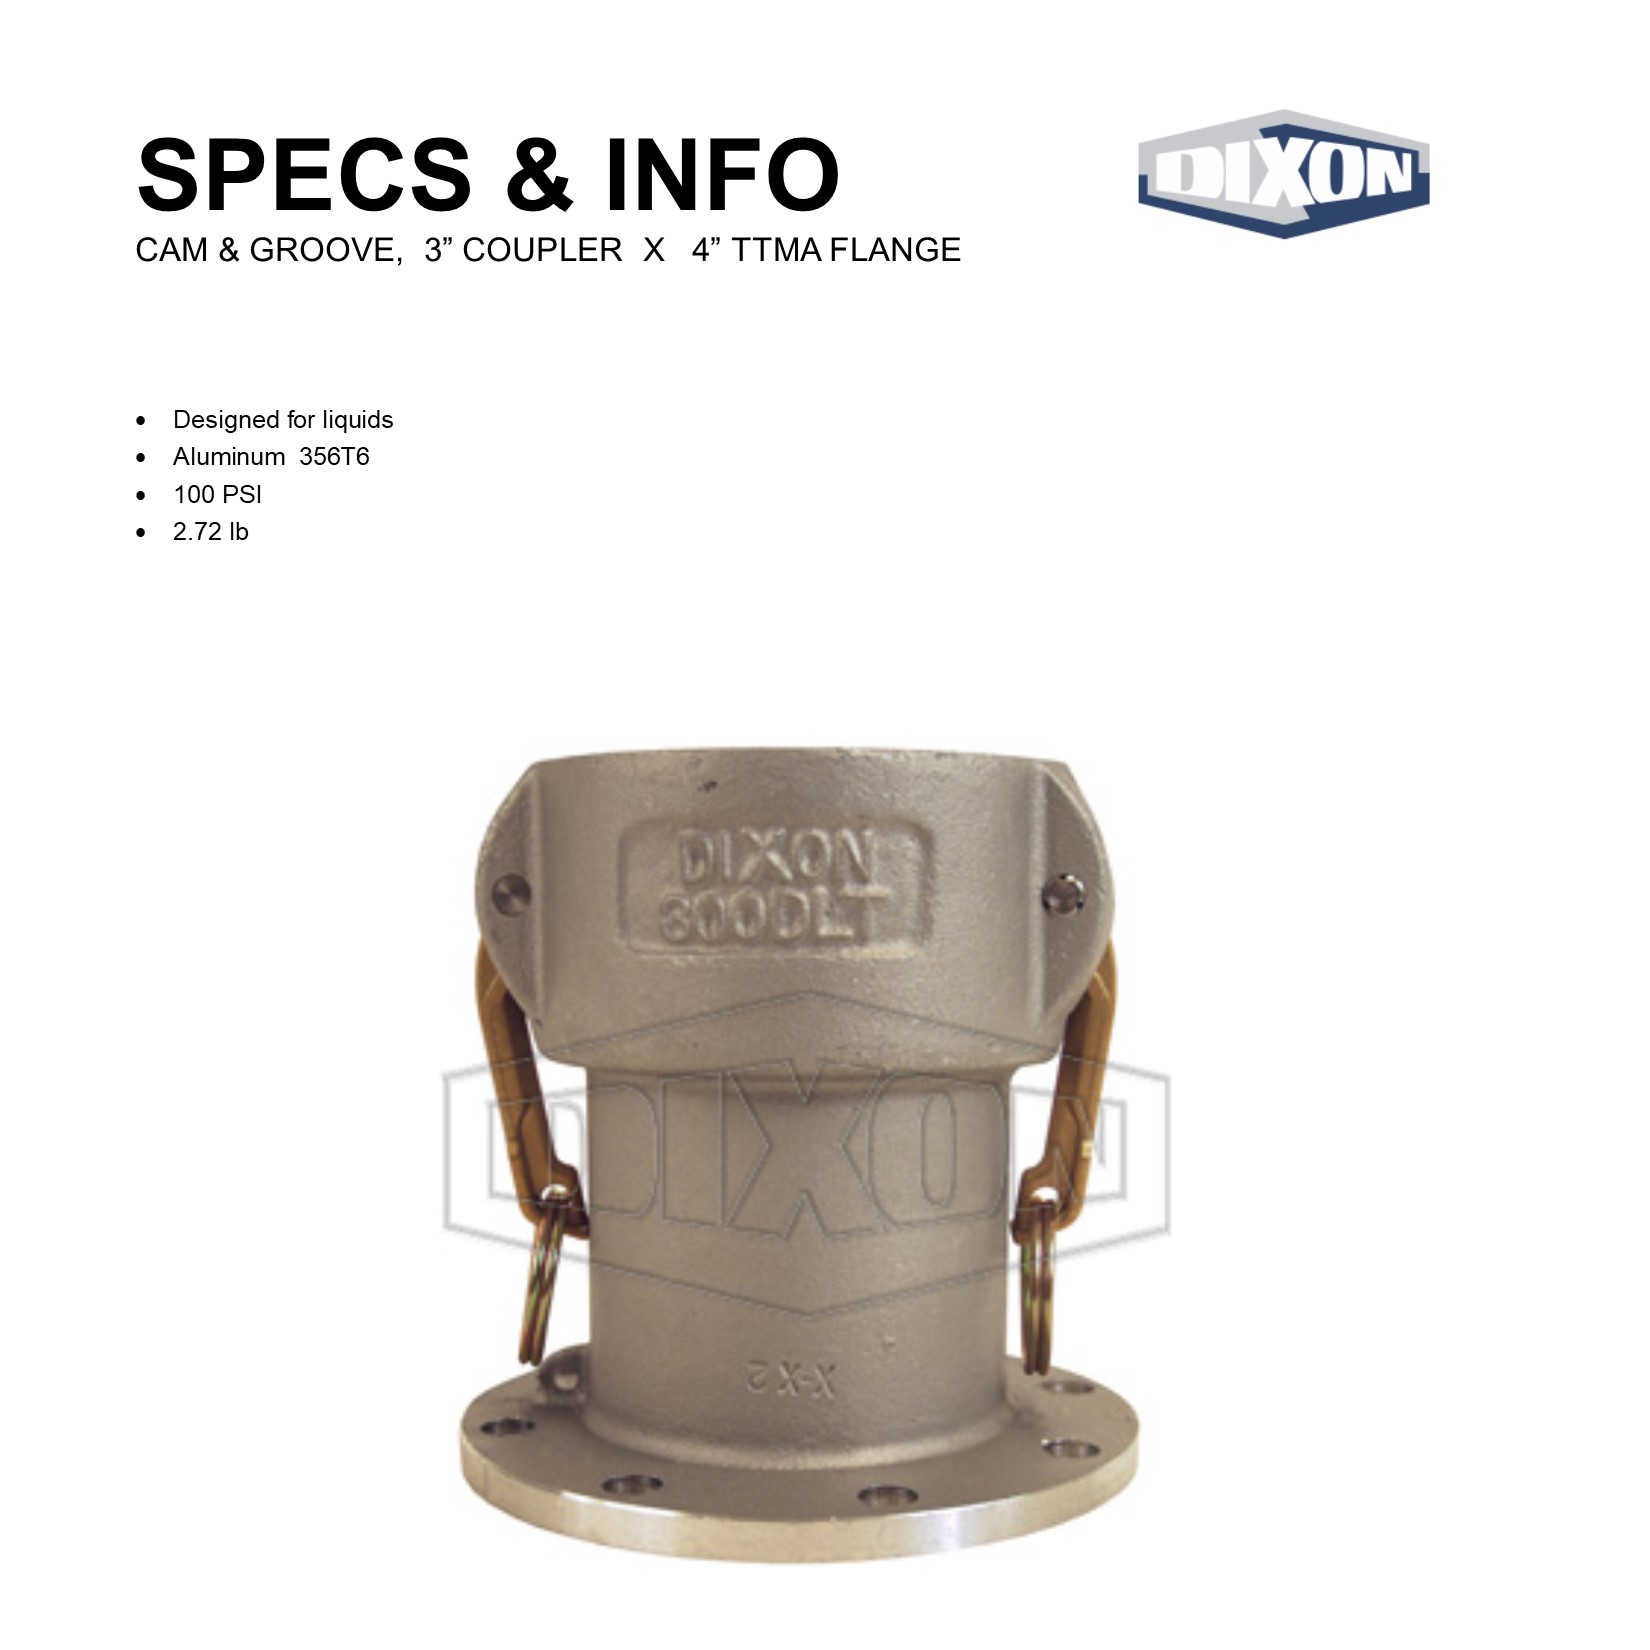 SPECS & INFO
DIXON
CAM & GROOVE, 3” COUPLER X 4” TTMA FLANGE
• Designed for liquids
• Aluminum 356T6
• 100 PSI
• 2.72 lb
DIXON
300DLT
DIXON
X-X2